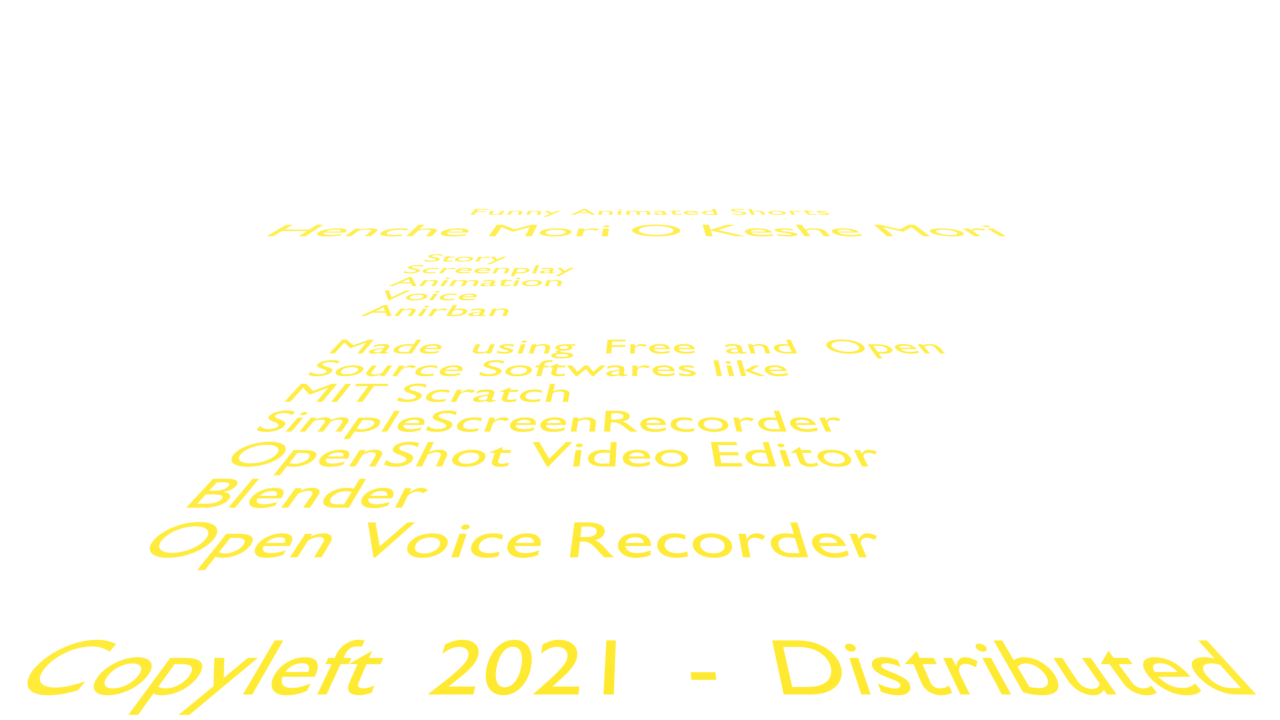 Funny Animated Shorts
Henche Mori O Keshe Mori
Story
Screenplay
Animation
Voice
Anirban
Made using Free and Open
Source Softwares like
MIT Scratch
SimpleScreenRecorder
OpenShot Video Editor
Blender
Open Voice Recorder
Copyleft 2021 - Distributed